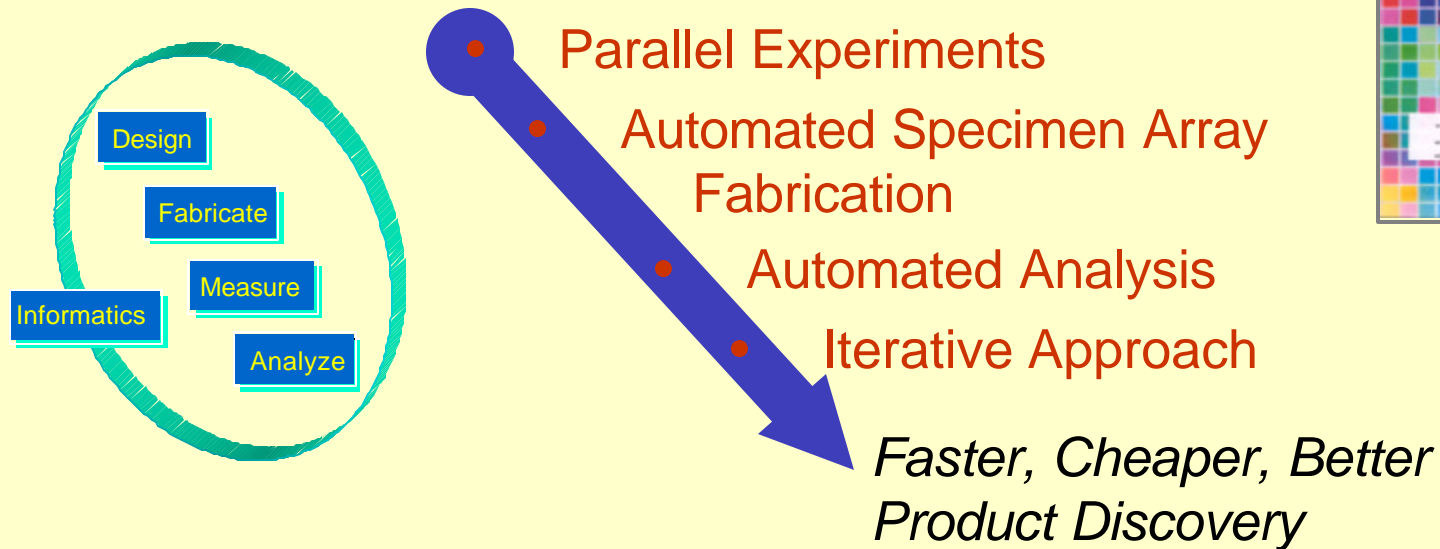 Design
Fabricate
Measure
Informatics
Analyze
Parallel Experiments
Automated Specimen Array
Fabrication
Automated Analysis
Iterative Approach
Faster, Cheaper, Better
Product Discovery